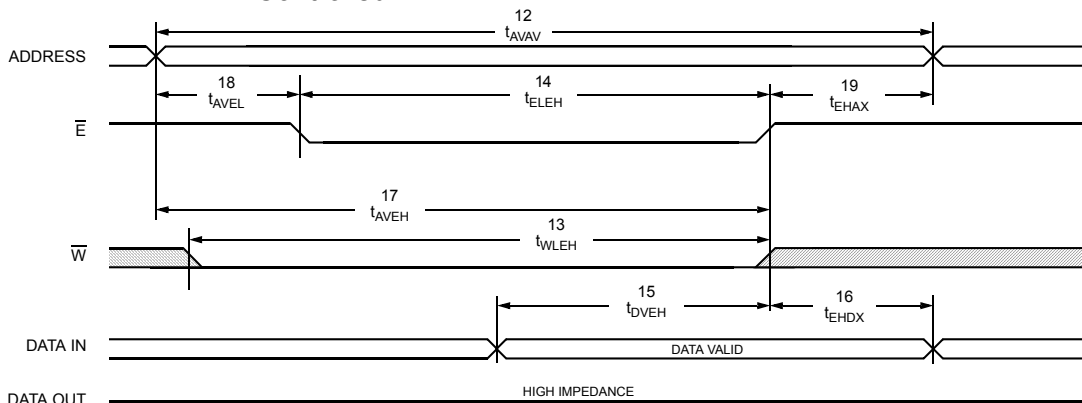 12
tAVAV
ADDRESS
18
tAVEL
14
tELEH
19
tEHAX
E
17
tAVEH
13
tWLEH
W
15
tDVEH
16
tEHDX
DATA IN
DATA VALID
HIGH IMPEDANCE
DATA OUT